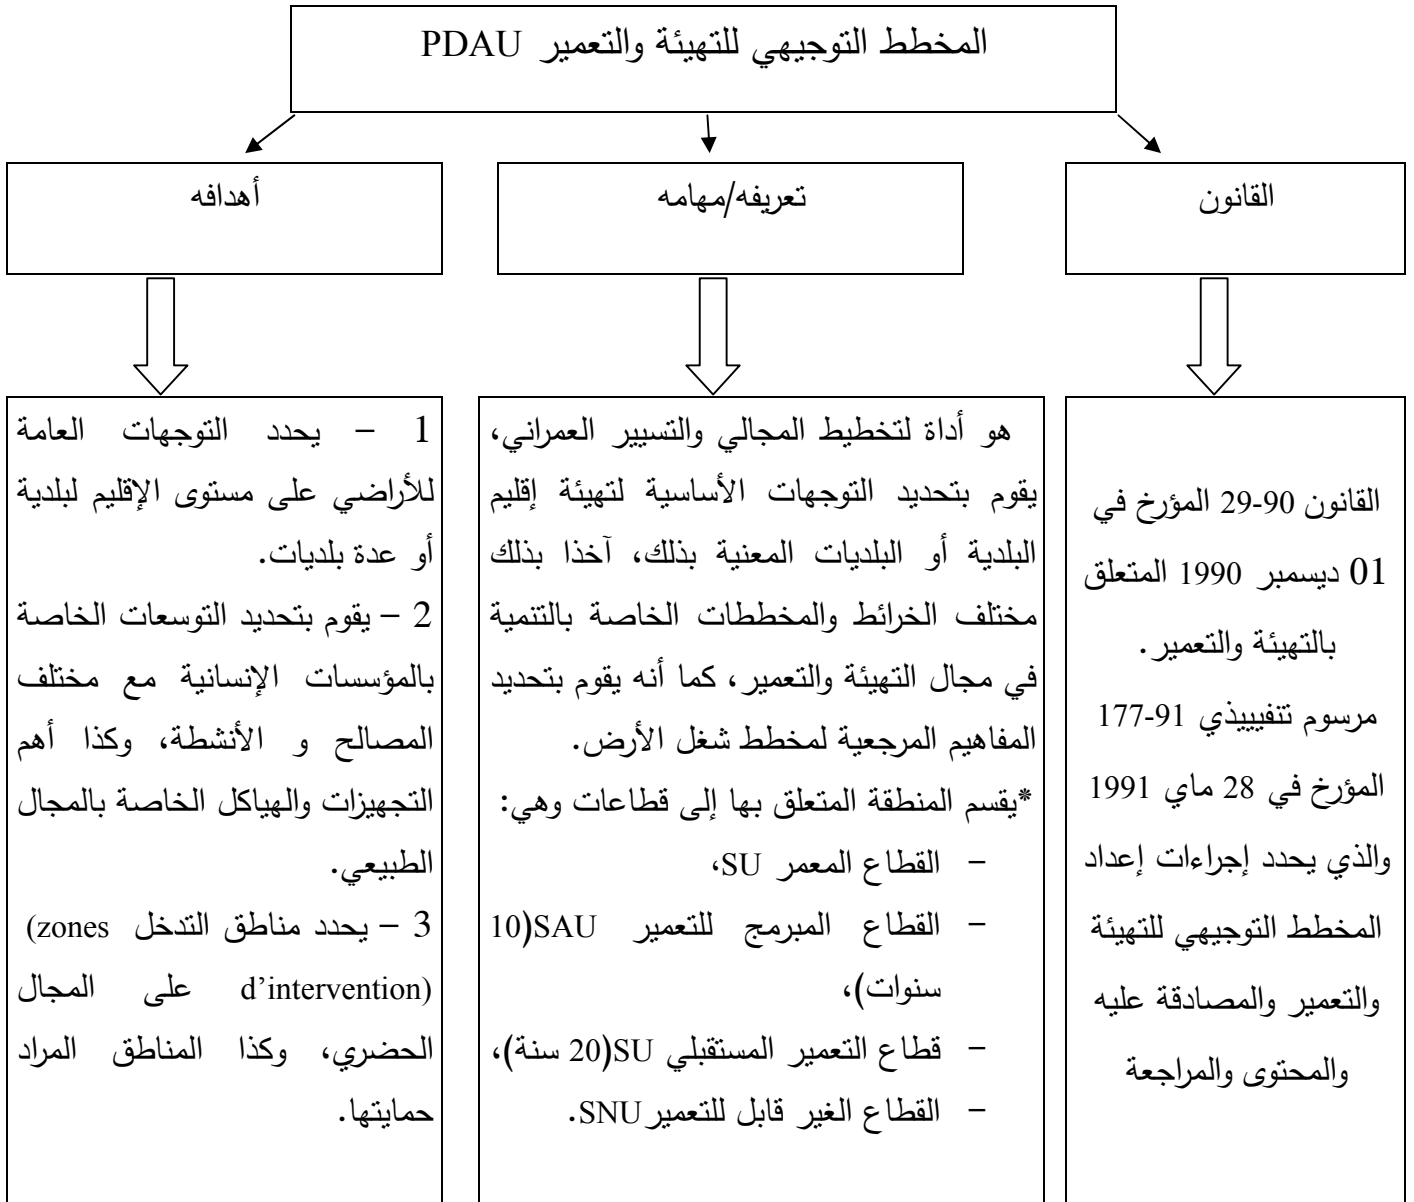 المخطط التوجيهي للتهيئة والتعمير PDAU
القانون
تعريفه/مهامه
أهدافه
القانون 90-29 المؤرخ في
01 ديسمبر 1990 المتعلق
بالتهيئة والتعمير.
مرسوم تتفيييذي 91-177
المؤرخ في 28 ماي 1991
والذي يحدد إجراءات إعداد
المخطط التوجيهي للتهيئة
والتعمير والمصادقة عليه
والمحتوى والمراجعة
هو أداة لتخطيط المجالي والتسيير العمراني،
يقوم بتحديد التوجهات الأساسية لتهيئة إقليم
البلدية أو البلديات المعنية بذلك، آخذا بذلك
مختلف الخرائط والمخططات الخاصة بالتنمية
في مجال التهيئة والتعمير، كما أنه يقوم بتحديد
المفاهيم المرجعية لمخطط شغل الأرض.
*يقسم المنطقة المتعلق بها إلى قطاعات وهي:
– القطاع المعمر SU،
– القطاع المبرمج للتعمير SAU(10
سنوات)،
– قطاع التعمير المستقبلي SU(20 سنة)،
– القطاع الغير قابل للتعمير SNU.
1 – يحدد التوجهات العامة
للأراضي على مستوى الإقليم لبلدية
أو عدة بلديات.
2 – يقوم بتحديد التوسعات الخاصة
بالمؤسسات الإنسانية مع مختلف
المصالح و الأنشطة، وكذا أهم
التجهيزات والهياكل الخاصة بالمجال
الطبيعي.
3 – يحدد مناطق التدخل (zones
d’intervention) على المجال
الحضري، وكذا المناطق المراد
حمايتها.